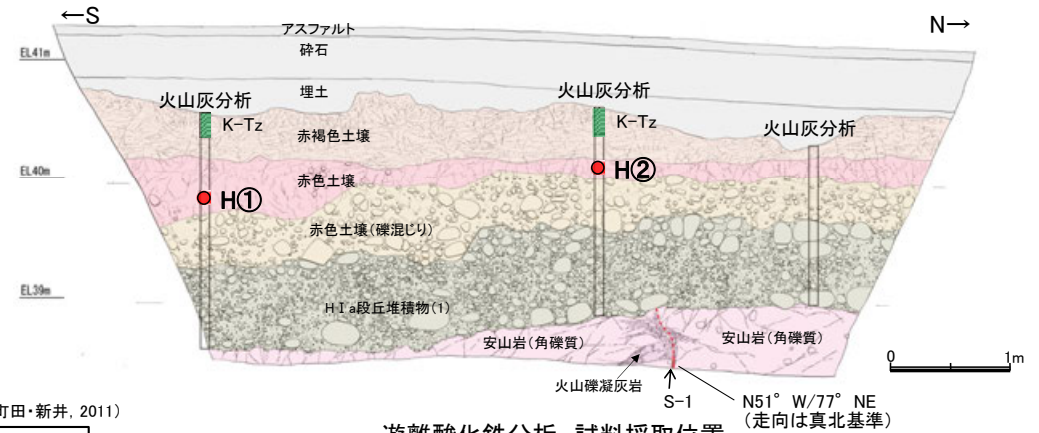 ←S
N→
アスファルト
EL41m
砕石
埋土
火山灰分析
火山灰分析
火山灰分析
K-Tz
K-Tz
赤褐色土壌
EL40m
赤色土壌
H①
H②
赤色土壌(礫混じり)
EL39m
HⅠa段丘堆積物(1)
安山岩(角礫質)
安山岩(角礫質)
火山礫凝灰岩
0
1m
S-1
N51°W/77°NE
(走向は真北基準)
町田・新井, 2011)